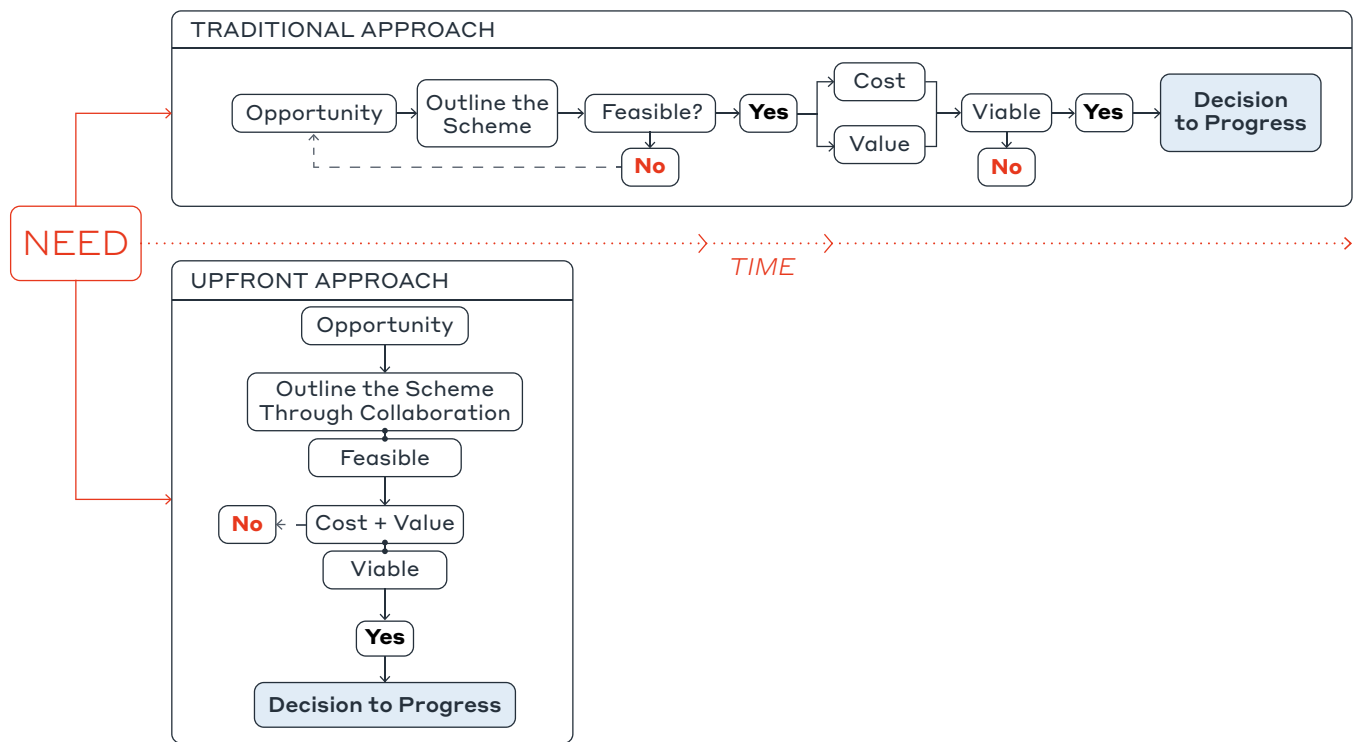 TRADITIONAL APPROACH
Opportunity
Outline the
Scheme
Feasible?
No
Yes
Cost
Value
Viable
No
Yes
Decision
to Progress
NEED
TIME
UPFRONT APPROACH
Opportunity
Outline the Scheme
Through Collaboration
Feasible
No
Cost + Value
Viable
Yes
Decision to Progress